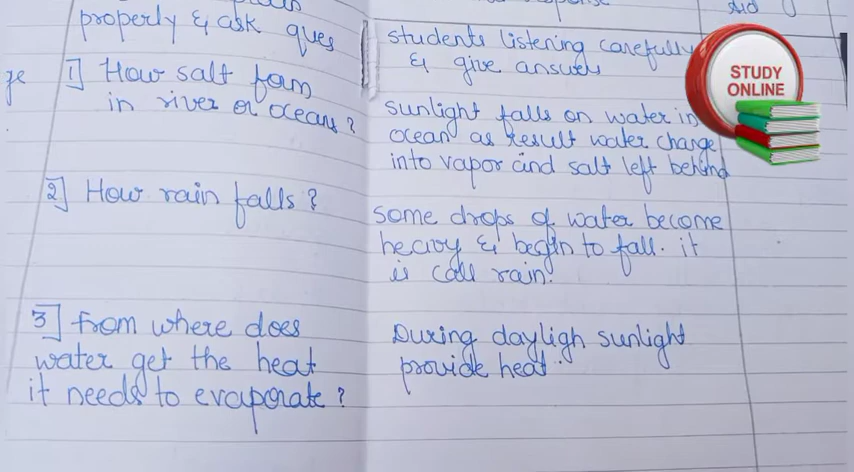 properly & ask ques
students listening carefully
& give answers
1] How salt fam
in river or oceans?
sunlight falls on water in
ocean as result water change
into vapor and salt left behind
2] How rain falls?
Some drops of water become
heavy & begin to fall. it
is call rain.
3] from where does
water get the heat
it needs to evaporate?
During dayligh sunlight
provide heat.
STUDY
ONLINE